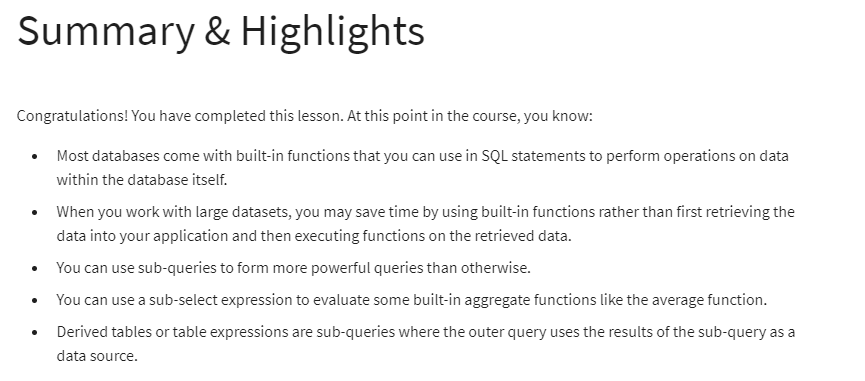 Summary & Highlights
Congratulations! You have completed this lesson. At this point in the course, you know:
• Most databases come with built-in functions that you can use in SQL statements to perform operations on data
within the database itself.
• When you work with large datasets, you may save time by using built-in functions rather than first retrieving the
data into your application and then executing functions on the retrieved data.
• You can use sub-queries to form more powerful queries than otherwise.
• You can use a sub-select expression to evaluate some built-in aggregate functions like the average function.
• Derived tables or table expressions are sub-queries where the outer query uses the results of the sub-query as a
data source.